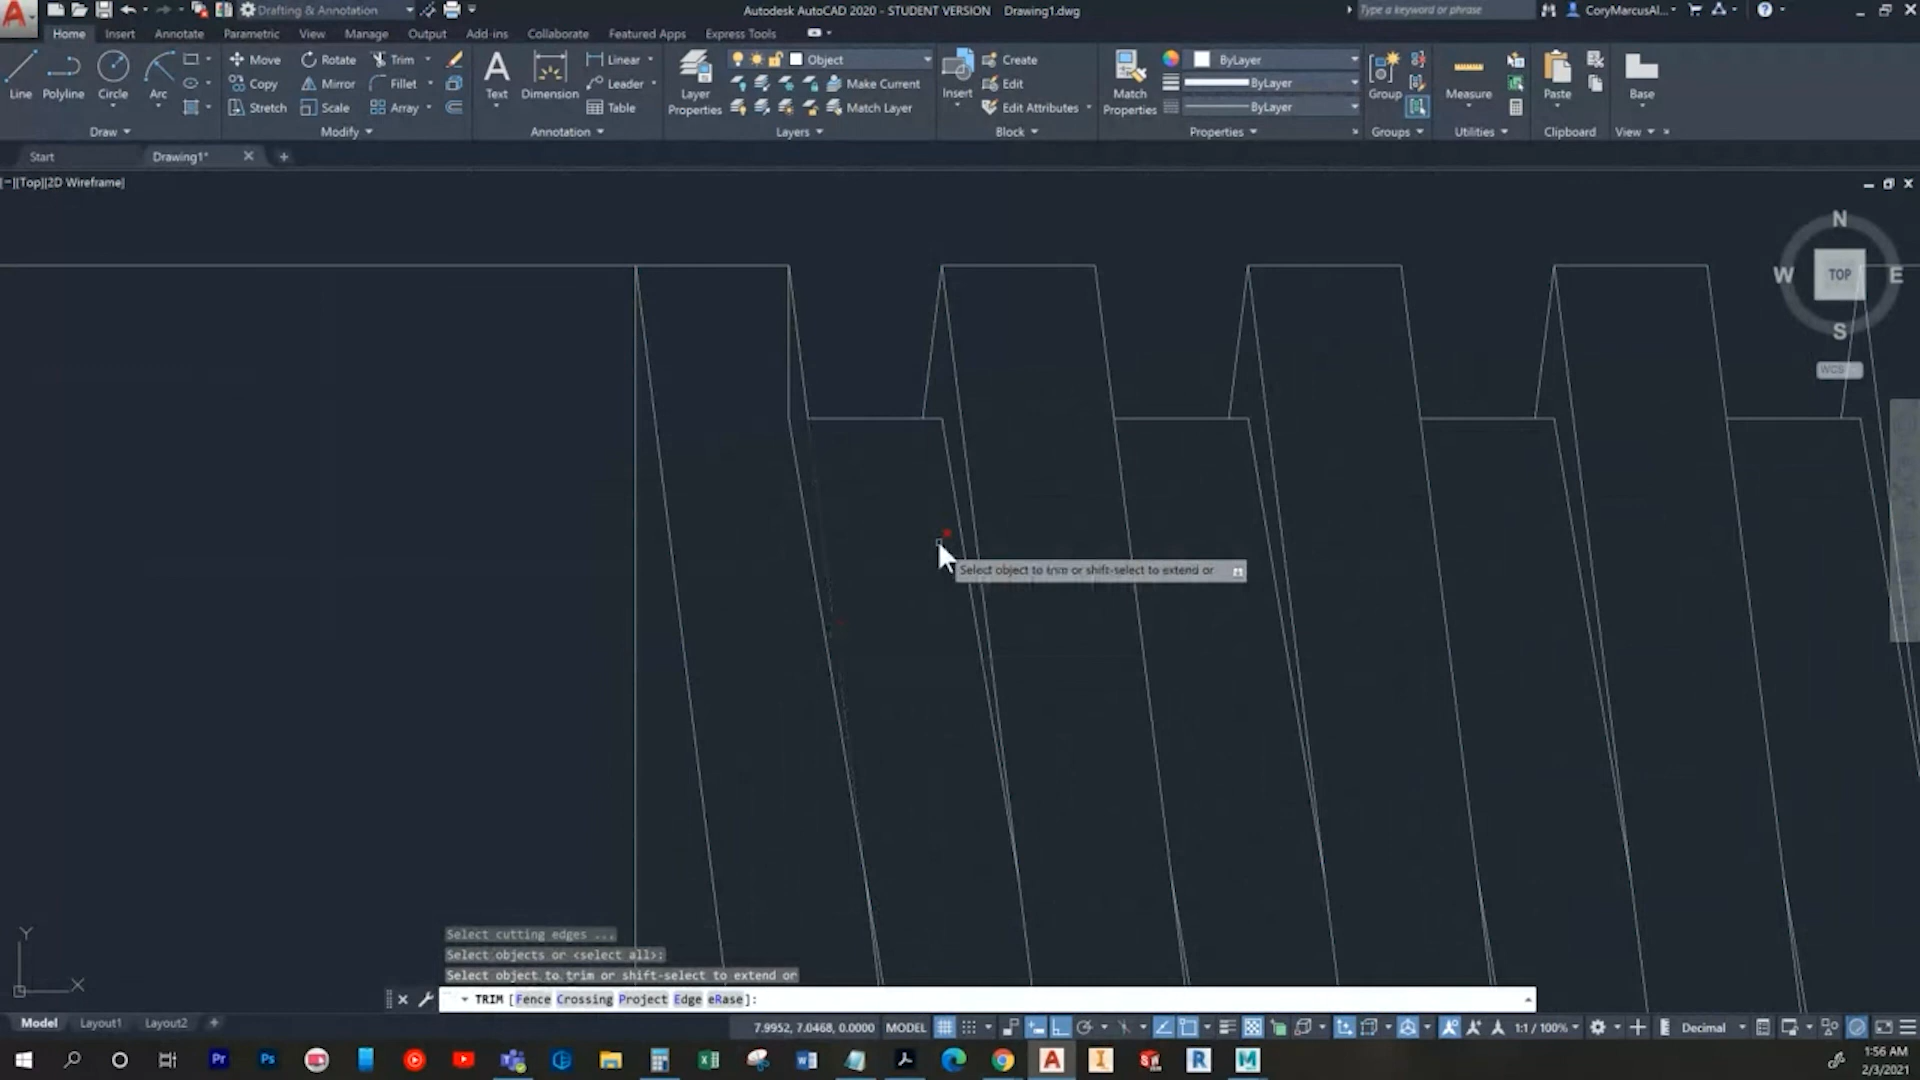 Drafting & Annotation
Autodesk AutoCAD 2020 - STUDENT VERSION Drawing1.dwg
Type a keyword or phrase
CoryMarcusAl...
Home Insert Annotate Parametric View Manage Output Add-ins Collaborate Featured Apps Express Tools
Line Polyline Circle Arc
Move Rotate Trim
Copy Mirror Fillet
Stretch Scale Array
Text Dimension
Linear
Leader
Table
Layer Properties
Object
Make Current
Match Layer
Insert
Create
Edit
Edit Attributes
Match Properties
ByLayer
ByLayer
ByLayer
Group
Measure
Paste
Base
Draw Modify Annotation Layers Block Properties Groups Utilities Clipboard View
Start Drawing1*
[−][Top][2D Wireframe]
N
W TOP E
S
WCS
Select object to trim or shift-select to extend or
Y
X
Select cutting edges ...
Select objects or <select all>:
Select object to trim or shift-select to extend or
TRIM [Fence Crossing Project Edge eRase]:
Model Layout1 Layout2
7.9952, 7.0468, 0.0000 MODEL
1:1 / 100%
Decimal
1:56 AM
2/3/2021